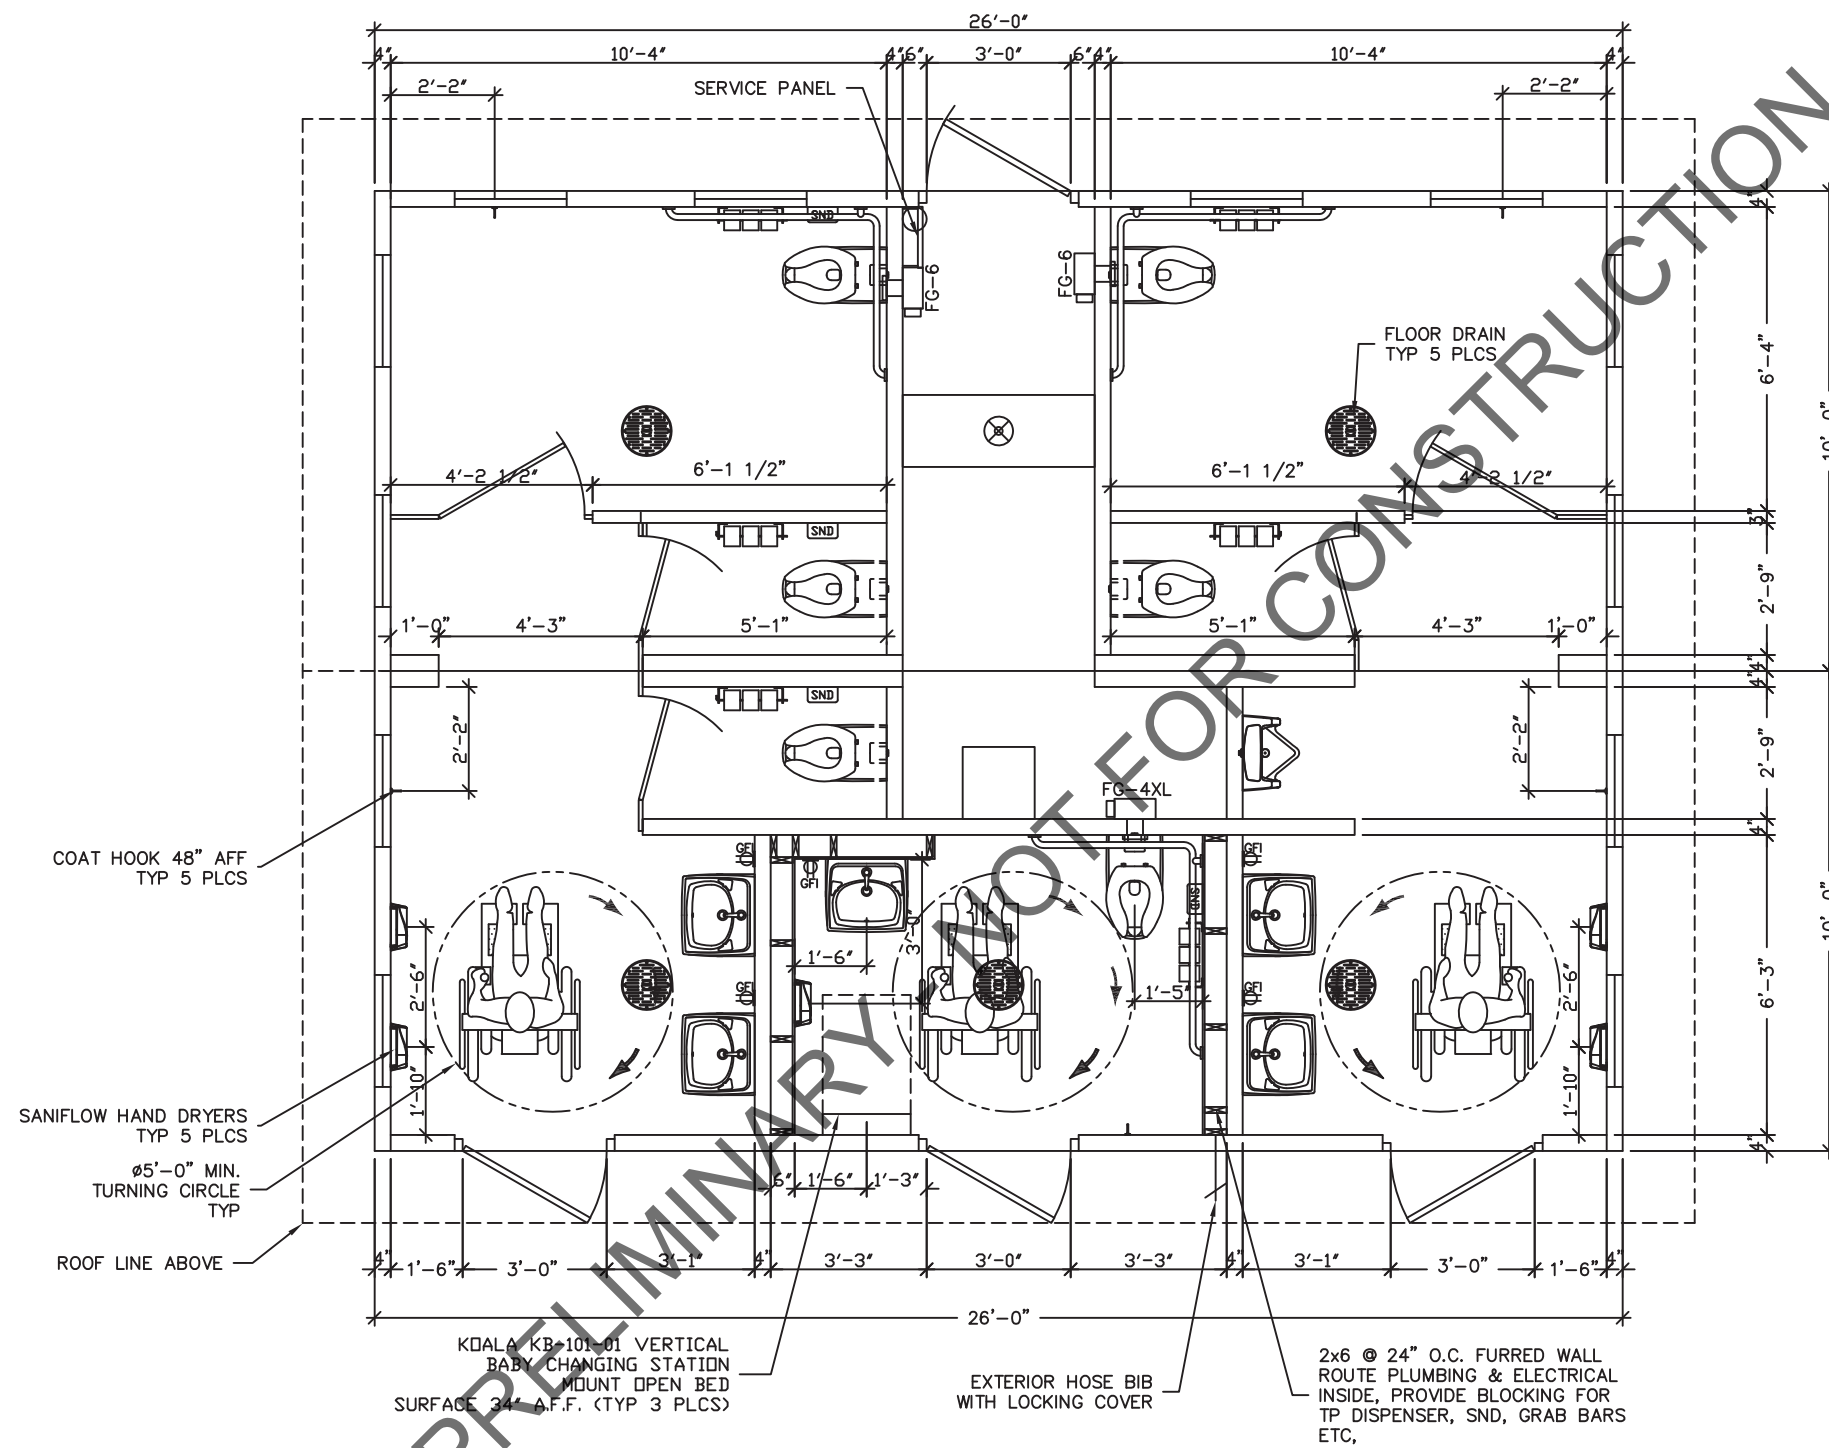 26'-0"
4" 10'-4" 4" 6" 3'-0" 6" 4" 10'-4" 4"
2'-2" 2'-2"
SERVICE PANEL
SND
4"
FG-6 FG-6
FLOOR DRAIN
TYP 5 PLCS
6'-4"
10'-0"
4'-2 1/2" 6'-1 1/2" 6'-1 1/2" 4'-2 1/2"
3"
SND
2'-9"
1'-0" 4'-3" 5'-1" 5'-1" 4'-3" 1'-0"
4"
4"
SND
2'-2" 2'-2"
2'-9"
FG-4XL
4"
COAT HOOK 48" AFF
TYP 5 PLCS
GFI GFI GFI
SND
3'-0"
1'-6"
2'-6" GFI 1'-5" GFI 2'-6"
6'-3"
10'-0"
1'-10" 1'-10"
SANIFLOW HAND DRYERS
TYP 5 PLCS
4"
ø5'-0" MIN.
TURNING CIRCLE
TYP
6" 1'-6" 1'-3"
ROOF LINE ABOVE
4" 1'-6" 3'-0" 3'-1" 4" 3'-3" 3'-0" 3'-3" 4" 3'-1" 3'-0" 1'-6" 4"
26'-0"
KOALA KB-101-01 VERTICAL
BABY CHANGING STATION
MOUNT OPEN BED
SURFACE 34" A.F.F. (TYP 3 PLCS)
EXTERIOR HOSE BIB
WITH LOCKING COVER
2x6 @ 24" O.C. FURRED WALL
ROUTE PLUMBING & ELECTRICAL
INSIDE, PROVIDE BLOCKING FOR
TP DISPENSER, SND, GRAB BARS
ETC,
PRELIMINARY - NOT FOR CONSTRUCTION